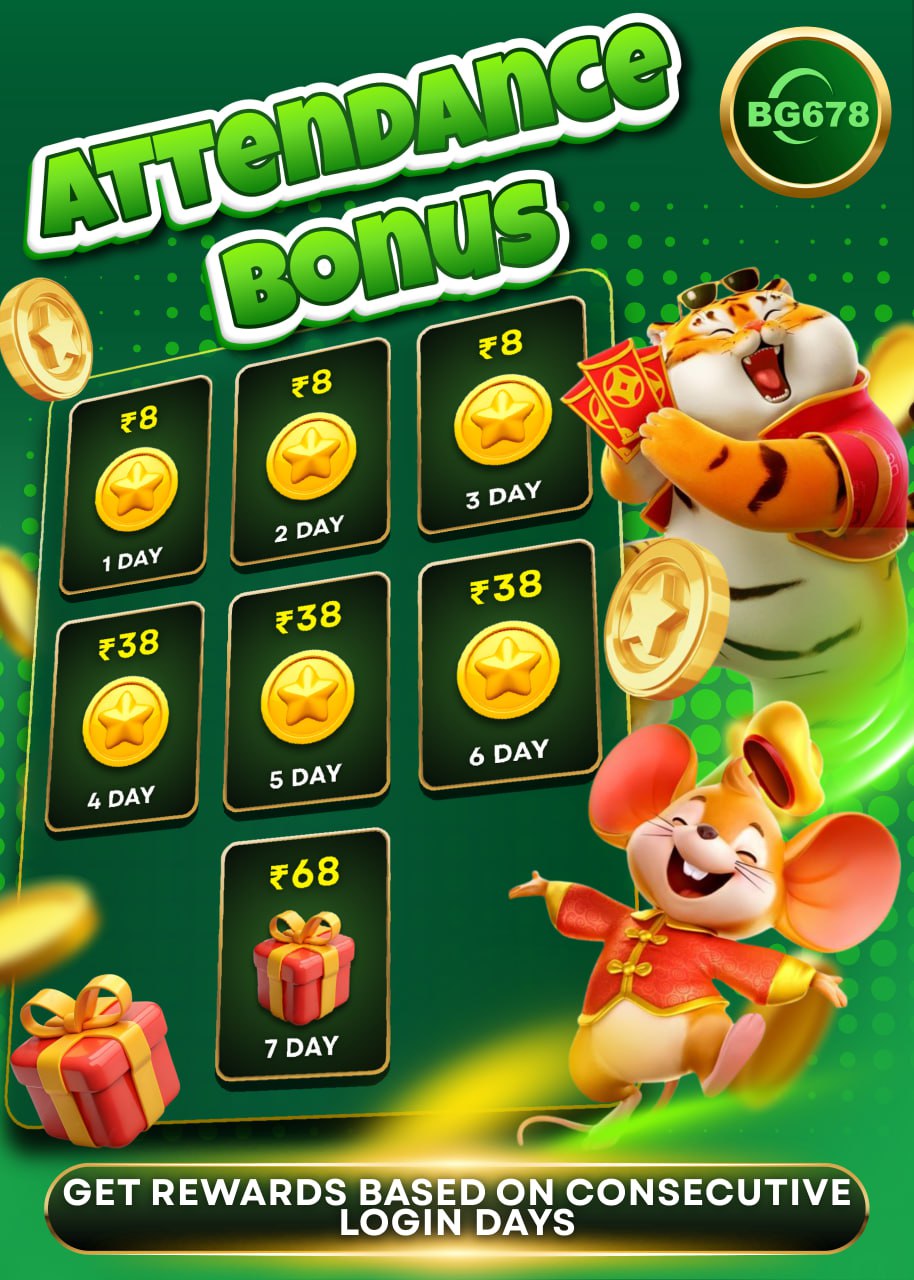 ATTENDANCE
BONUS
BG678
₹8
1 DAY
₹8
2 DAY
₹8
3 DAY
₹38
4 DAY
₹38
5 DAY
₹38
6 DAY
₹68
7 DAY
GET REWARDS BASED ON CONSECUTIVE
LOGIN DAYS